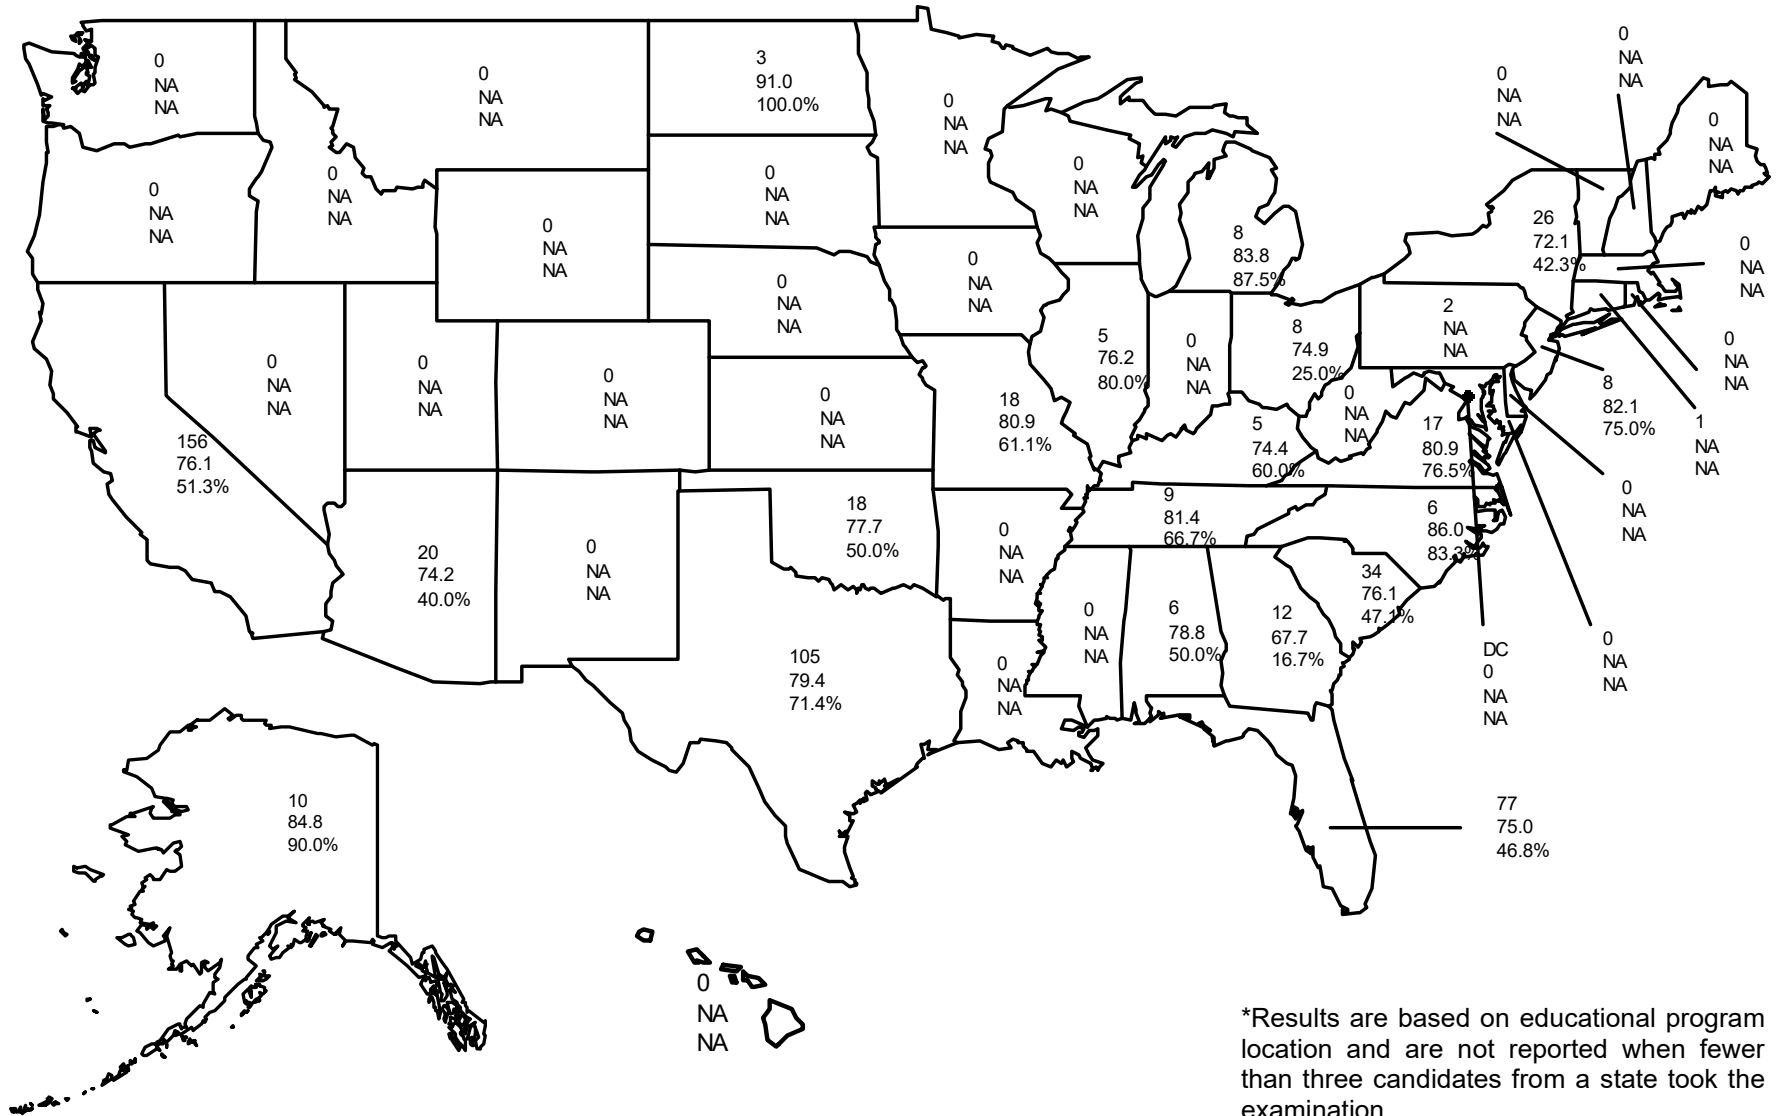 0
NA
NA
0
NA
NA
3
91.0
100.0%
0
NA
NA
0
NA
NA
0
NA
NA
0
NA
NA
0
NA
NA
0
NA
NA
0
NA
NA
0
NA
NA
0
NA
NA
8
83.8
87.5%
26
72.1
42.3%
0
NA
NA
0
NA
NA
0
NA
NA
0
NA
NA
2
NA
NA
0
NA
NA
0
NA
NA
0
NA
NA
0
NA
NA
0
NA
NA
18
80.9
61.1%
5
76.2
80.0%
0
NA
NA
8
74.9
25.0%
0
NA
NA
8
82.1
75.0%
1
NA
NA
156
76.1
51.3%
5
74.4
60.0%
17
80.9
76.5%
0
NA
NA
20
74.2
40.0%
0
NA
NA
18
77.7
50.0%
0
NA
NA
9
81.4
66.7%
6
86.0
83.3%
34
76.1
47.1%
105
79.4
71.4%
0
NA
NA
0
NA
NA
6
78.8
50.0%
12
67.7
16.7%
DC
0
NA
NA
0
NA
NA
10
84.8
90.0%
77
75.0
46.8%
0
NA
NA
*Results are based on educational program
location and are not reported when fewer
than three candidates from a state took the
examination